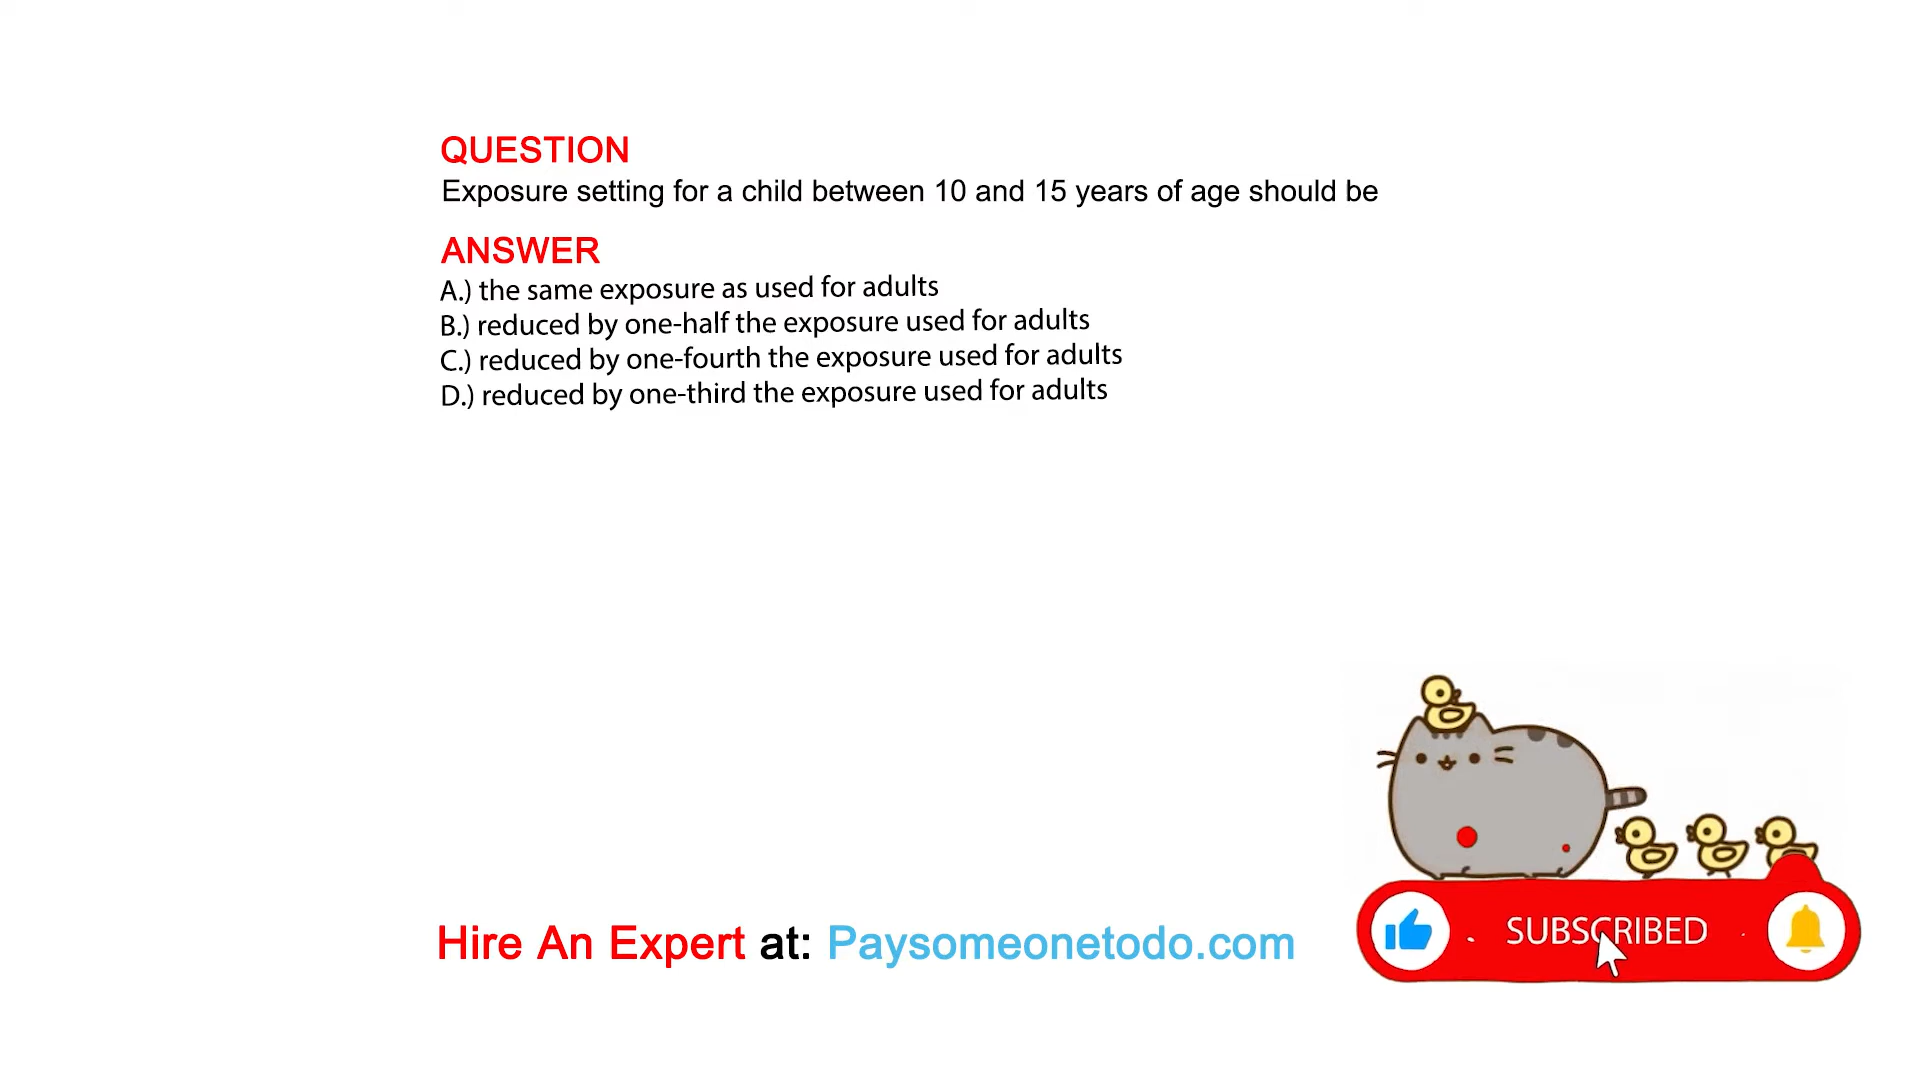 QUESTION
Exposure setting for a child between 10 and 15 years of age should be
ANSWER
A.) the same exposure as used for adults
B.) reduced by one-half the exposure used for adults
C.) reduced by one-fourth the exposure used for adults
D.) reduced by one-third the exposure used for adults
Hire An Expert at: Paysomeonetodo.com
SUBSCRIBED